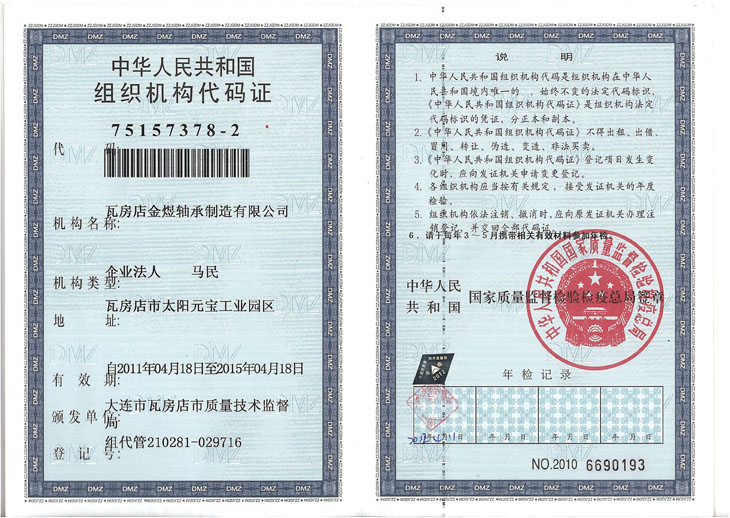 中华人民共和国
组织机构代码证
75157378-2
代 码:
瓦房店金煜轴承制造有限公司
机构名称:
企业法人 马民
机构类型:
瓦房店市太阳元宝工业园区
地 址:
自2011年04月18日至2015年04月18日
有 效 期:
大连市瓦房店市质量技术监督
局
颁发单位:
组代管210281-029716
登 记 号:
说 明
1. 中华人民共和国组织机构代码是组织机构在中华人
民共和国境内唯一的、始终不变的法定代码标识,
《中华人民共和国组织机构代码证》是组织机构法定
代码标识的凭证,分正本和副本。
2.《中华人民共和国组织机构代码证》不得出租、出借、
冒用、转让、伪造、变造、非法买卖。
3.《中华人民共和国组织机构代码证》登记项目发生变
化时,应向发证机关申请变更登记。
4. 各组织机构应当按有关规定,接受发证机关的年度
检验。
5. 组织机构依法注销、撤消时,应向原发证机关办理注
销登记,并交回全部代码证。
6、请于每年3-5月携带相关有效材料参加年检。
中华人民
共和国
国家质量监督检验检疫总局签章
中华人民共和国国家质量监督检验检疫总局
年检记录
年 月 日
年 月 日
年 月 日
NO.2010 6690193